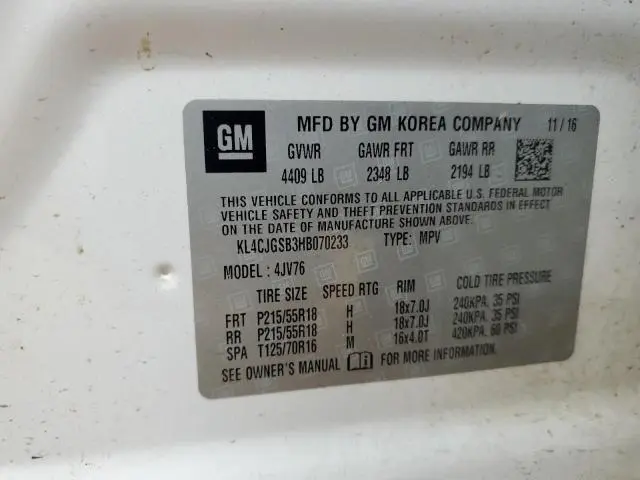 GM
MFD BY GM KOREA COMPANY 11/16
GVWR GAWR FRT GAWR RR
4409 LB 2348 LB 2194 LB
THIS VEHICLE CONFORMS TO ALL APPLICABLE U.S. FEDERAL MOTOR
VEHICLE SAFETY AND THEFT PREVENTION STANDARDS IN EFFECT
ON THE DATE OF MANUFACTURE SHOWN ABOVE.
KL4CJGSB3HB070233 TYPE: MPV
MODEL: 4JV76
TIRE SIZE SPEED RTG RIM COLD TIRE PRESSURE
FRT P215/55R18 H 18x7.0J 240KPA, 35 PSI
RR P215/55R18 H 18x7.0J 240KPA, 35 PSI
SPA T125/70R16 M 16x4.0T 420KPA, 60 PSI
SEE OWNER'S MANUAL FOR MORE INFORMATION.